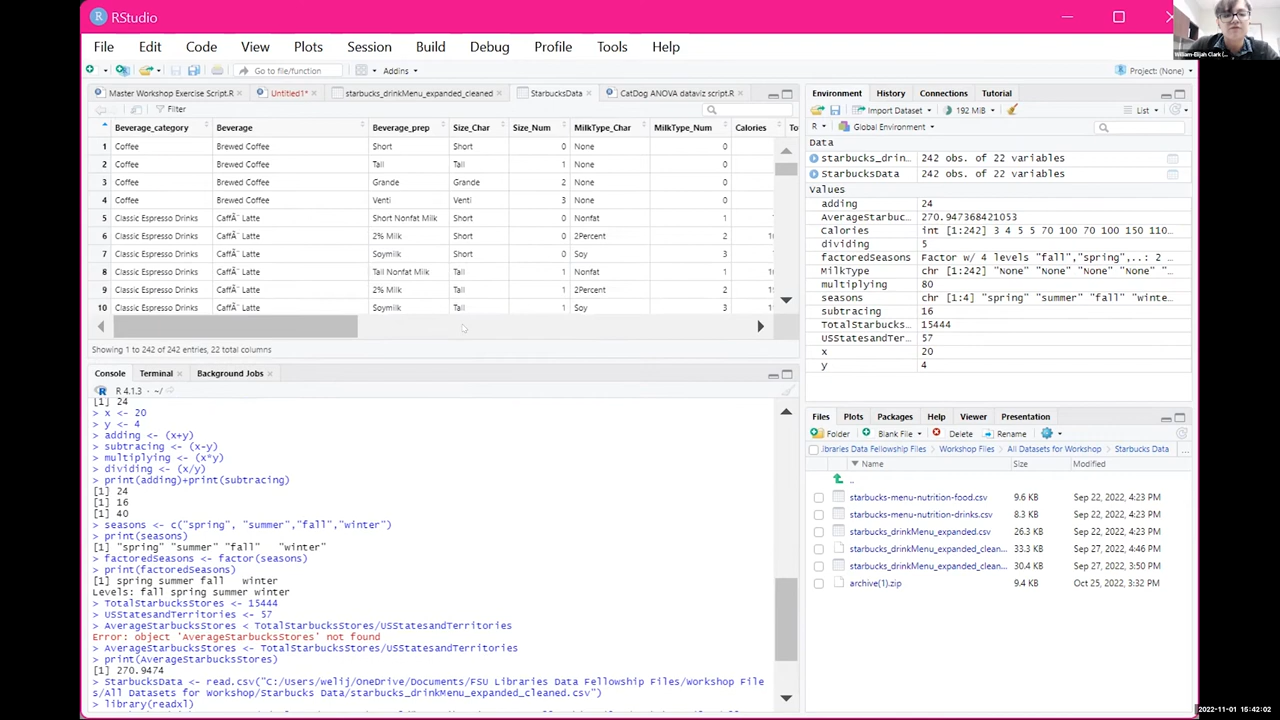 RStudio
File Edit Code View Plots Session Build Debug Profile Tools Help
Go to file/function Addins Project: (None)
Master Workshop Exercise Script.R Untitled1* starbucks_drinkMenu_expanded_cleaned StarbucksData CatDog ANOVA dataviz script.R
Filter
Beverage_category Beverage Beverage_prep Size_Char Size_Num MilkType_Char MilkType_Num Calories To
1 Coffee Brewed Coffee Short Short 0 None 0
2 Coffee Brewed Coffee Tall Tall 1 None 0
3 Coffee Brewed Coffee Grande Grande 2 None 0
4 Coffee Brewed Coffee Venti Venti 3 None 0
5 Classic Espresso Drinks CaffÃ¨ Latte Short Nonfat Milk Short 0 Nonfat 1
6 Classic Espresso Drinks CaffÃ¨ Latte 2% Milk Short 0 2Percent 2
7 Classic Espresso Drinks CaffÃ¨ Latte Soymilk Short 0 Soy 3
8 Classic Espresso Drinks CaffÃ¨ Latte Tall Nonfat Milk Tall 1 Nonfat 1
9 Classic Espresso Drinks CaffÃ¨ Latte 2% Milk Tall 1 2Percent 2
10 Classic Espresso Drinks CaffÃ¨ Latte Soymilk Tall 1 Soy 3
Showing 1 to 242 of 242 entries, 22 total columns
Console Terminal Background Jobs
R 4.1.3 · ~/
[1] 24
> x <- 20
> y <- 4
> adding <- (x+y)
> subtracing <- (x-y)
> multiplying <- (x*y)
> dividing <- (x/y)
> print(adding)+print(subtracing)
[1] 24
[1] 16
[1] 40
> seasons <- c("spring", "summer","fall","winter")
> print(seasons)
[1] "spring" "summer" "fall" "winter"
> factoredSeasons <- factor(seasons)
> print(factoredSeasons)
[1] spring summer fall winter
Levels: fall spring summer winter
> TotalStarbucksStores <- 15444
> USStatesandTerritories <- 57
> AverageStarbucksStores < TotalStarbucksStores/USStatesandTerritories
Error: object 'AverageStarbucksStores' not found
> AverageStarbucksStores <- TotalStarbucksStores/USStatesandTerritories
> print(AverageStarbucksStores)
[1] 270.9474
> StarbucksData <- read.csv("C:/Users/welij/OneDrive/Documents/FSU Libraries Data Fellowship Files/Workshop File
s/All Datasets for Workshop/Starbucks Data/starbucks_drinkMenu_expanded_cleaned.csv")
> library(readxl)
Environment History Connections Tutorial
Import Dataset 192 MiB List
R Global Environment
Data
starbucks_drin… 242 obs. of 22 variables
StarbucksData 242 obs. of 22 variables
Values
adding 24
AverageStarbuc… 270.947368421053
Calories int [1:242] 3 4 5 5 70 100 70 100 150 110…
dividing 5
factoredSeasons Factor w/ 4 levels "fall","spring",..: 2 …
MilkType chr [1:242] "None" "None" "None" "None" "…
multiplying 80
seasons chr [1:4] "spring" "summer" "fall" "winte…
subtracing 16
TotalStarbucks… 15444
USStatesandTer… 57
x 20
y 4
Files Plots Packages Help Viewer Presentation
Folder Blank File Delete Rename
ibraries Data Fellowship Files Workshop Files All Datasets for Workshop Starbucks Data ...
Name Size Modified
..
starbucks-menu-nutrition-food.csv 9.6 KB Sep 22, 2022, 4:23 PM
starbucks-menu-nutrition-drinks.csv 8.3 KB Sep 22, 2022, 4:23 PM
starbucks_drinkMenu_expanded.csv 26.3 KB Sep 22, 2022, 4:23 PM
starbucks_drinkMenu_expanded_clean... 33.3 KB Sep 27, 2022, 4:46 PM
starbucks_drinkMenu_expanded_clean... 30.4 KB Sep 27, 2022, 3:50 PM
archive(1).zip 9.4 KB Oct 25, 2022, 3:32 PM
William-Elijah Clark (...
2022-11-01 15:42:02